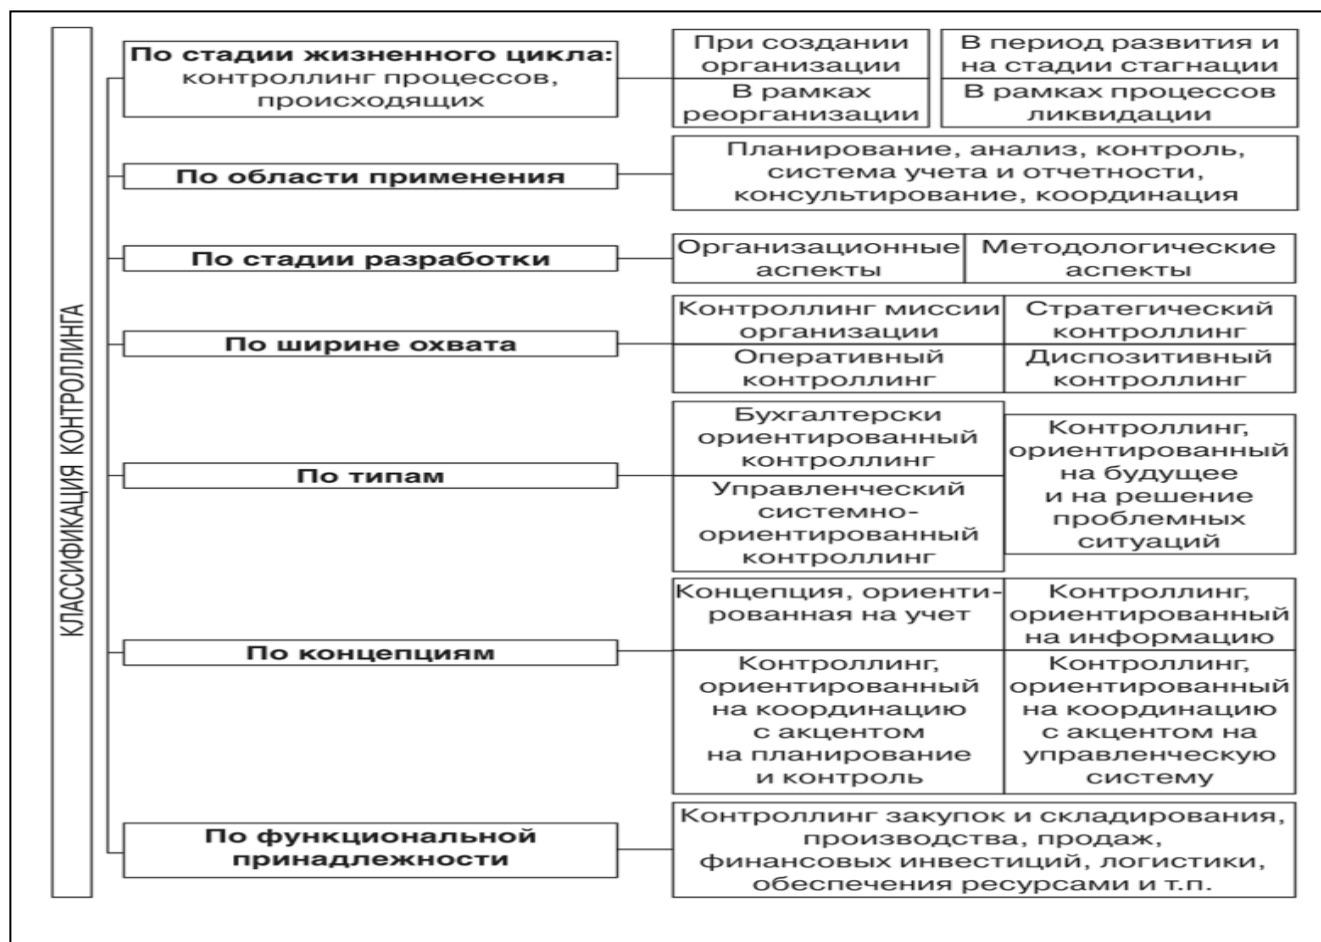 КЛАССИФИКАЦИЯ КОНТРОЛЛИНГА
По стадии жизненного цикла:
контроллинг процессов,
происходящих
При создании
организации
В период развития и
на стадии стагнации
В рамках
реорганизации
В рамках процессов
ликвидации
По области применения
Планирование, анализ, контроль,
система учета и отчетности,
консультирование, координация
По стадии разработки
Организационные
аспекты
Методологические
аспекты
По ширине охвата
Контроллинг миссии
организации
Стратегический
контроллинг
Оперативный
контроллинг
Диспозитивный
контроллинг
По типам
Бухгалтерски
ориентированный
контроллинг
Управленческий
системно-
ориентированный
контроллинг
Контроллинг,
ориентированный
на будущее
и на решение
проблемных
ситуаций
По концепциям
Концепция, ориенти-
рованная на учет
Контроллинг,
ориентированный
на информацию
Контроллинг,
ориентированный
на координацию
с акцентом
на планирование
и контроль
Контроллинг,
ориентированный
на координацию
с акцентом на
управленческую
систему
По функциональной
принадлежности
Контроллинг закупок и складирования,
производства, продаж,
финансовых инвестиций, логистики,
обеспечения ресурсами и т.п.